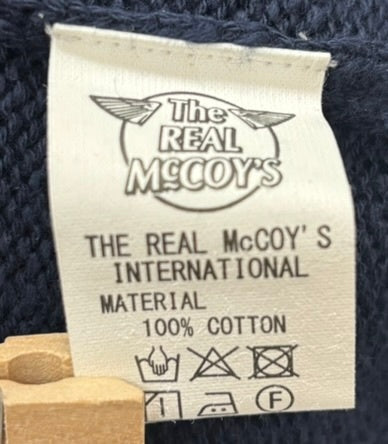 The
REAL
McCOY'S
THE REAL McCOY'S
INTERNATIONAL
MATERIAL
100% COTTON
F